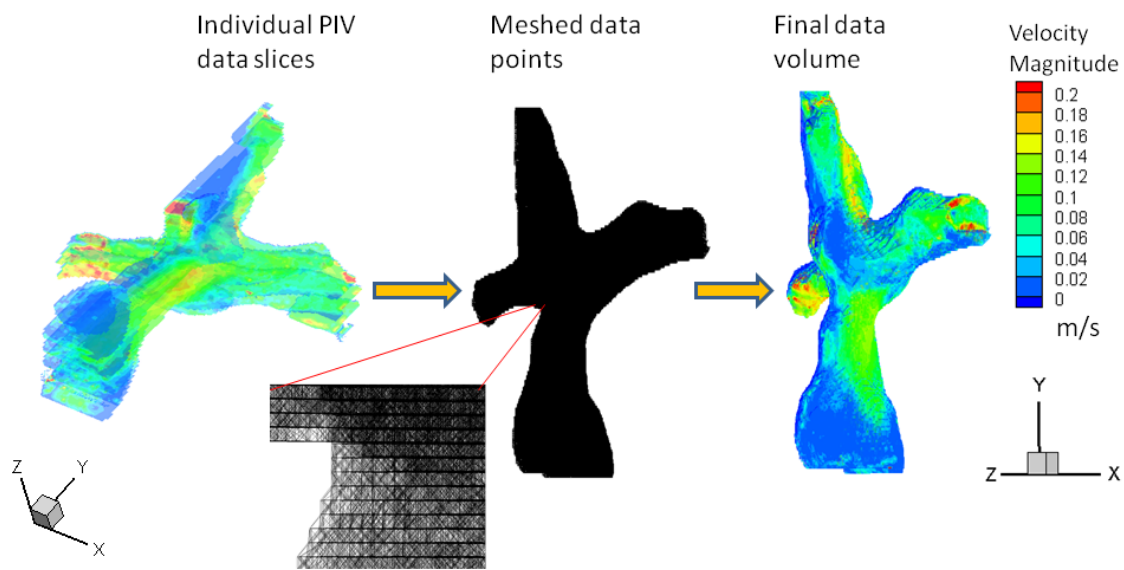 Individual PIV
data slices
Meshed data
points
Final data
volume
Velocity
Magnitude
0.2
0.18
0.16
0.14
0.12
0.1
0.08
0.06
0.04
0.02
0
m/s
Z
Y
X
Y
Z
X